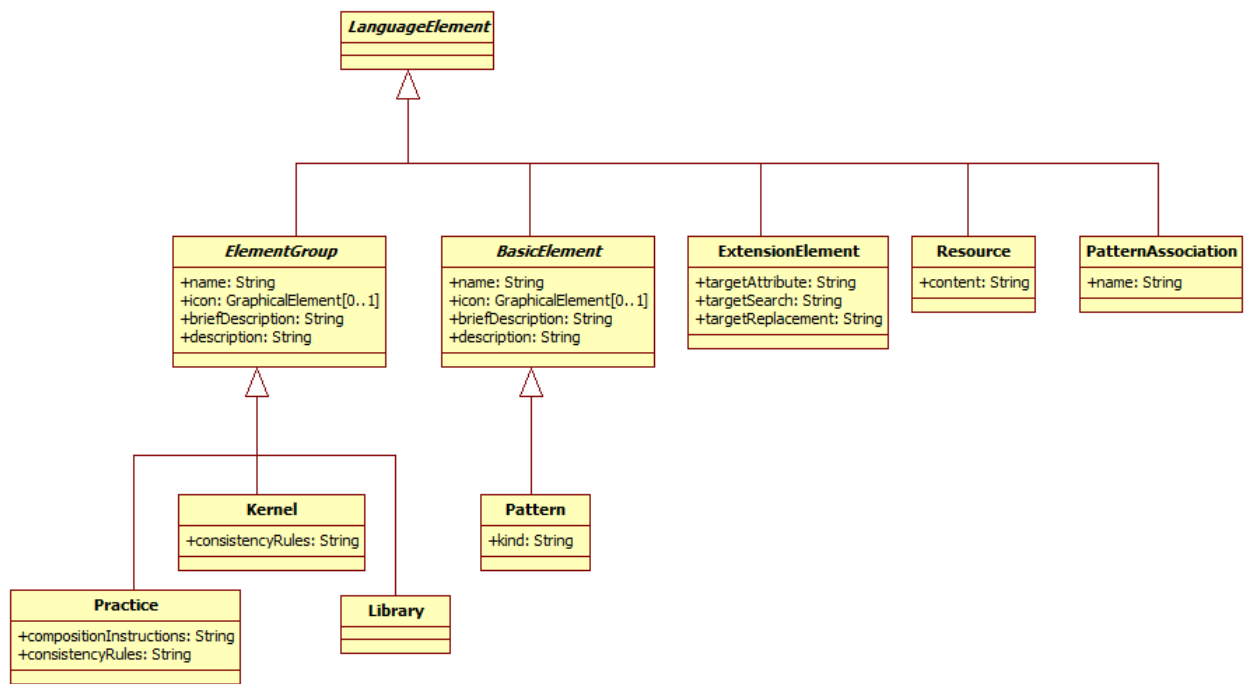 LanguageElement
ElementGroup
+name: String
+icon: GraphicalElement[0..1]
+briefDescription: String
+description: String
BasicElement
+name: String
+icon: GraphicalElement[0..1]
+briefDescription: String
+description: String
ExtensionElement
+targetAttribute: String
+targetSearch: String
+targetReplacement: String
Resource
+content: String
PatternAssociation
+name: String
Kernel
+consistencyRules: String
Pattern
+kind: String
Practice
+compositionInstructions: String
+consistencyRules: String
Library